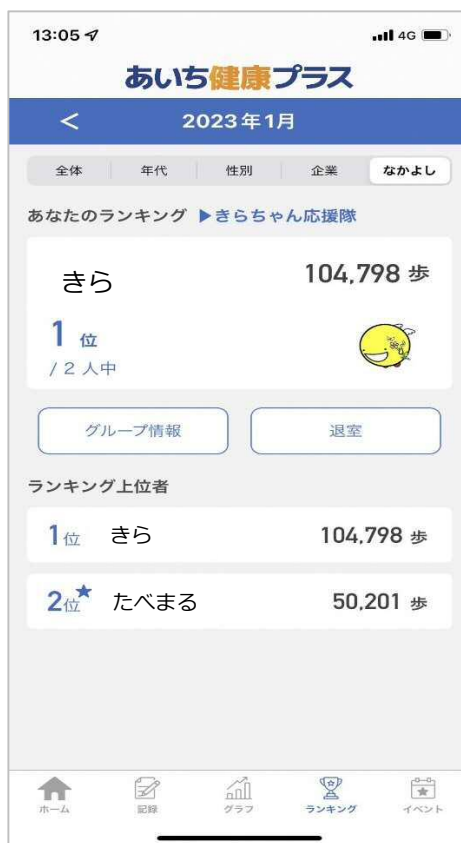 13:05
4G
あいち健康プラス
< 2023年1月
全体 年代 性別 企業 なかよし
あなたのランキング ▶きらちゃん応援隊
きら 104,798 歩
1 位
/ 2 人中
グループ情報 退室
ランキング上位者
1位 きら 104,798 歩
2位★ たべまる 50,201 歩
ホーム 記録 グラフ ランキング イベント